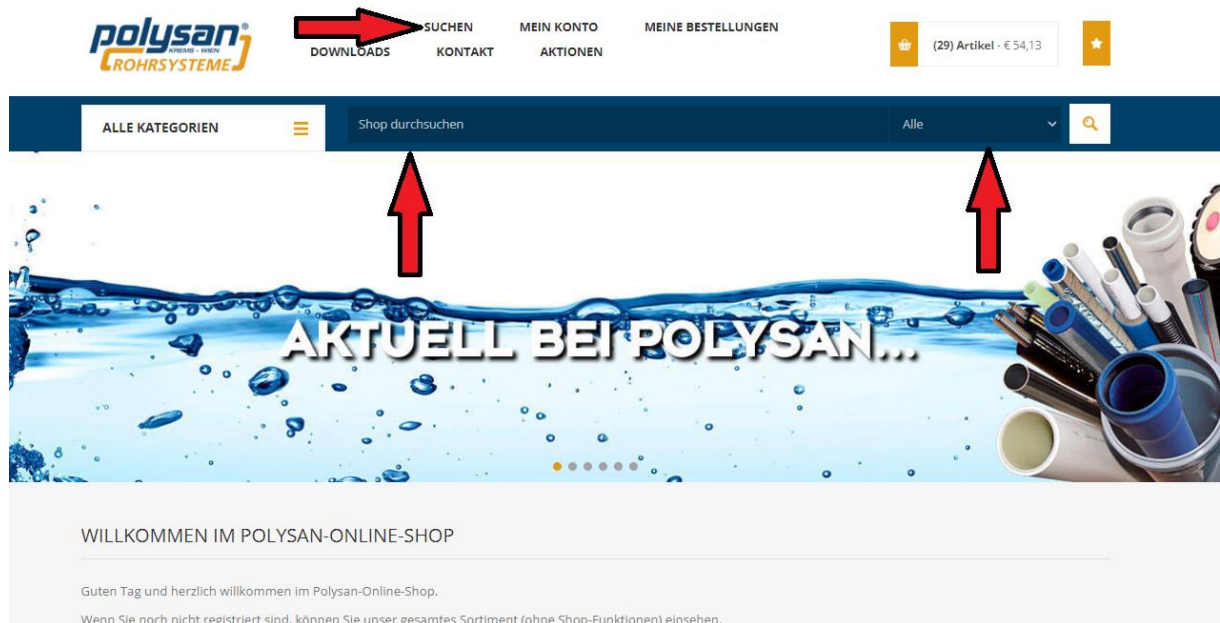 polysan®
KREMS - WIEN
ROHRSYSTEME
SUCHEN MEIN KONTO MEINE BESTELLUNGEN
DOWNLOADS KONTAKT AKTIONEN
(29) Artikel - € 54,13
ALLE KATEGORIEN
Shop durchsuchen
Alle
AKTUELL BEI POLYSAN...
WILLKOMMEN IM POLYSAN-ONLINE-SHOP
Guten Tag und herzlich willkommen im Polysan-Online-Shop.
Wenn Sie noch nicht registriert sind, können Sie unser gesamtes Sortiment (ohne Shop-Funktionen) einsehen.